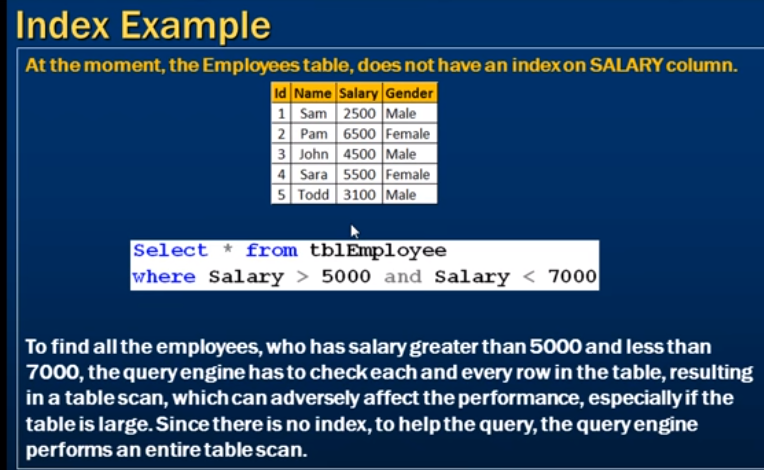 Index Example
At the moment, the Employees table, does not have an index on SALARY column.
Id Name Salary Gender
1 Sam 2500 Male
2 Pam 6500 Female
3 John 4500 Male
4 Sara 5500 Female
5 Todd 3100 Male
Select * from tblEmployee
where Salary > 5000 and Salary < 7000
To find all the employees, who has salary greater than 5000 and less than
7000, the query engine has to check each and every row in the table, resulting
in a table scan, which can adversely affect the performance, especially if the
table is large. Since there is no index, to help the query, the query engine
performs an entire table scan.